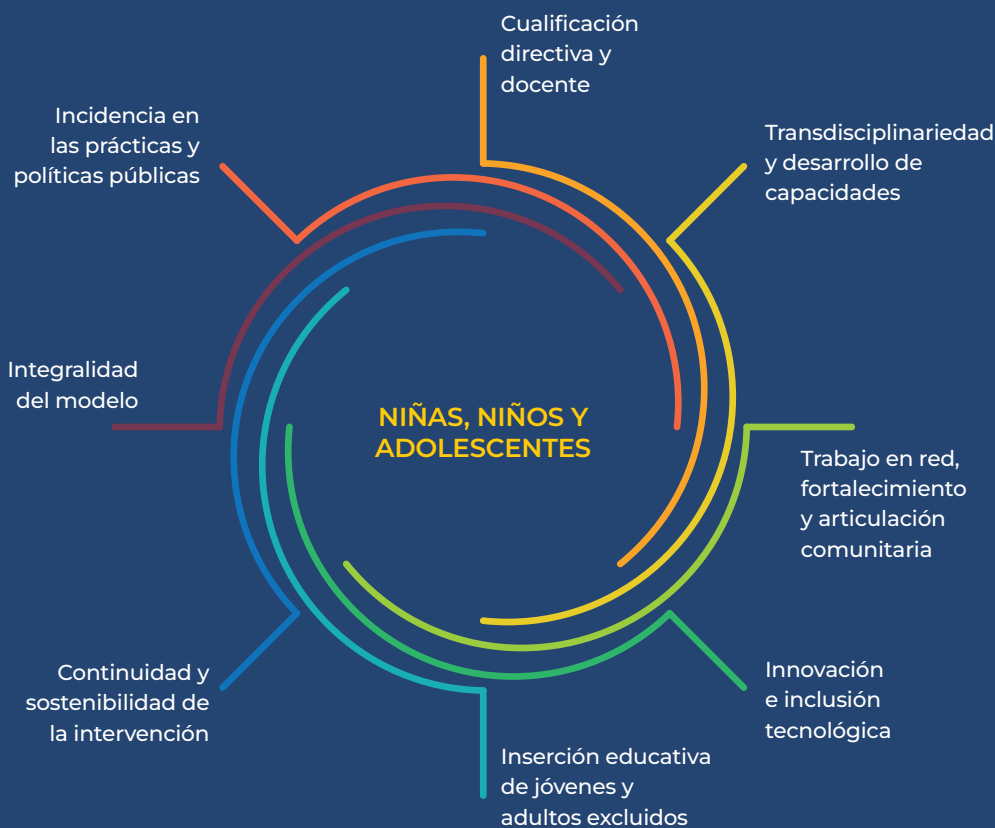 Cualificación
directiva y
docente
Transdisciplinariedad
y desarrollo de
capacidades
Trabajo en red,
fortalecimiento
y articulación
comunitaria
Innovación
e inclusión
tecnológica
Inserción educativa
de jóvenes y
adultos excluidos
Continuidad y
sostenibilidad de
la intervención
Integralidad
del modelo
Incidencia en
las prácticas y
políticas públicas
NIÑAS, NIÑOS Y
ADOLESCENTES